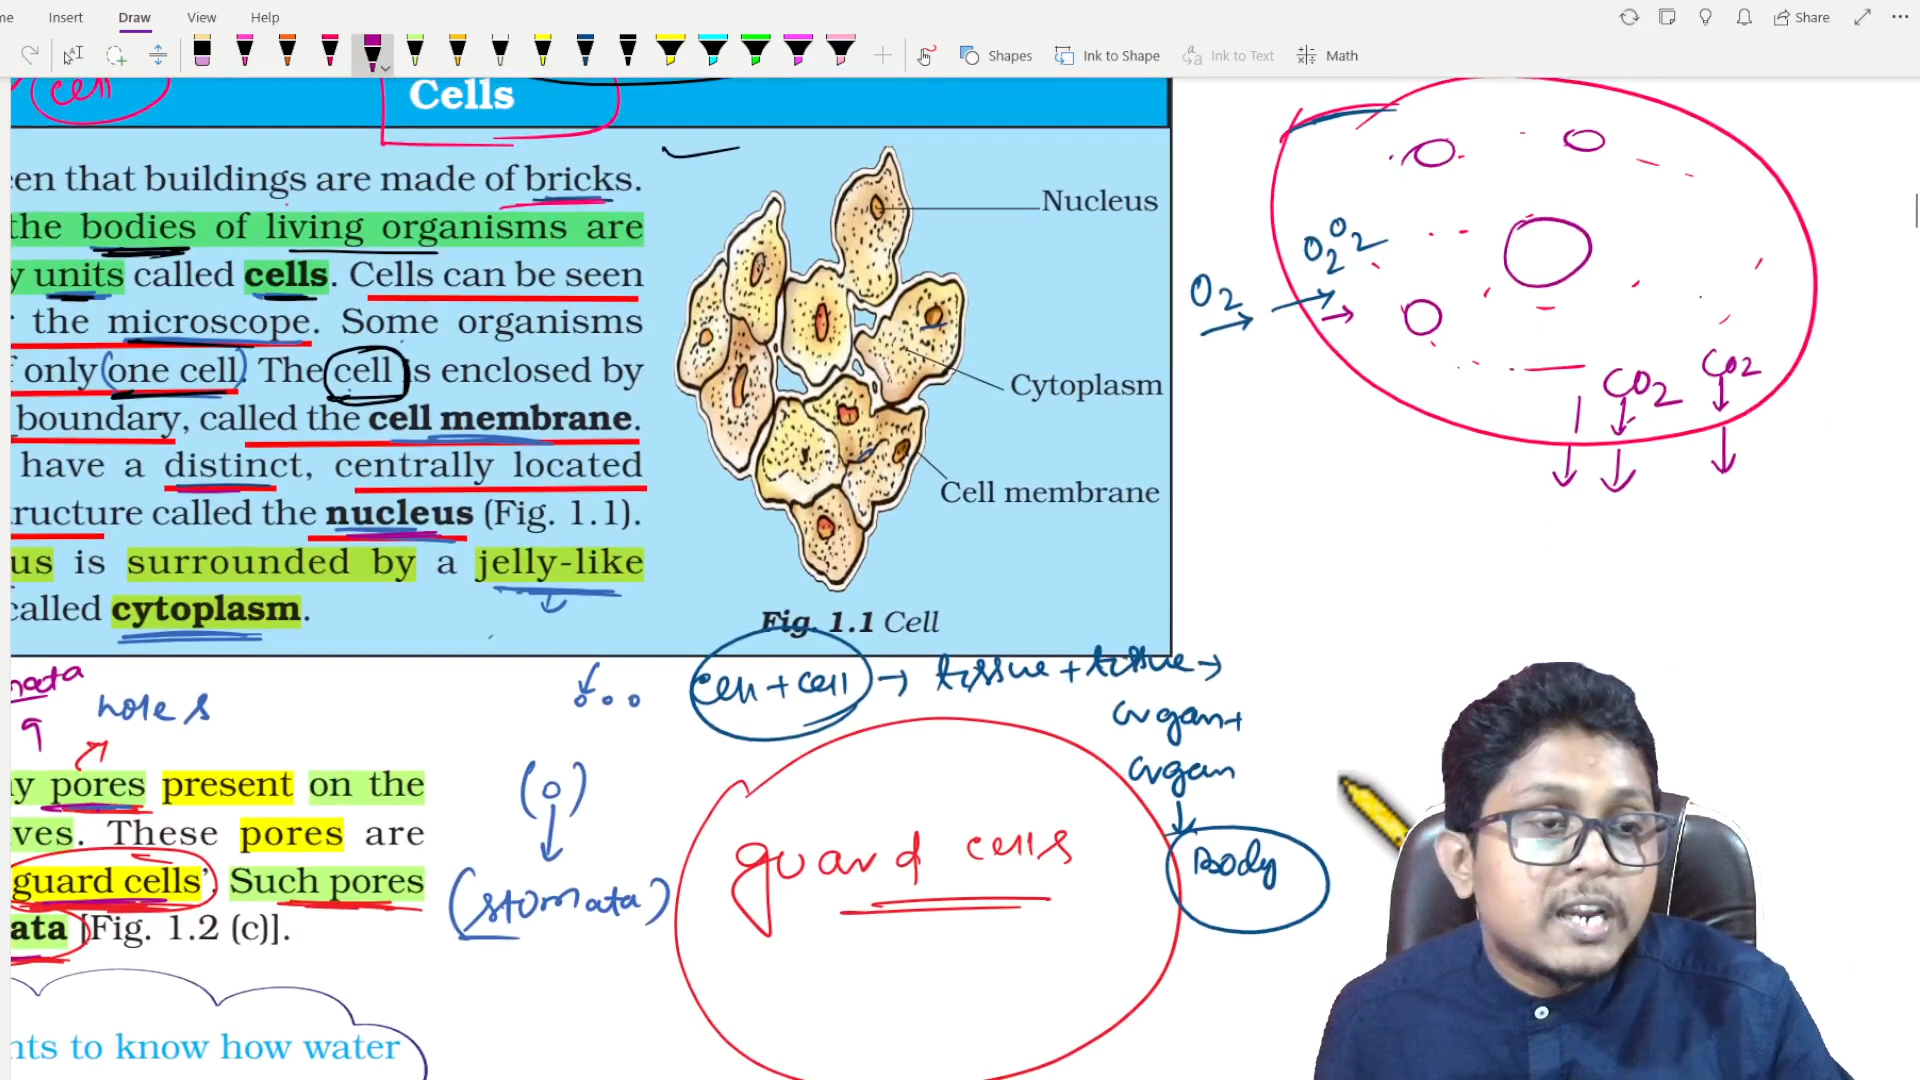 Insert Draw View Help
Share
Shapes Ink to Shape Ink to Text Math
cell
Cells
een that buildings are made of bricks.
the bodies of living organisms are
y units called cells. Cells can be seen
the microscope. Some organisms
f only one cell. The cell is enclosed by
boundary, called the cell membrane.
have a distinct, centrally located
ructure called the nucleus (Fig. 1.1).
us is surrounded by a jelly-like
called cytoplasm.
Nucleus
Cytoplasm
Cell membrane
Fig. 1.1 Cell
O2
O2 O2
CO2 CO2
holes
cell + cell → tissue + tissue →
organ +
organ
Body
y pores present on the
ves. These pores are
guard cells'. Such pores
ata [Fig. 1.2 (c)].
(stomata)
guard cells
nts to know how water